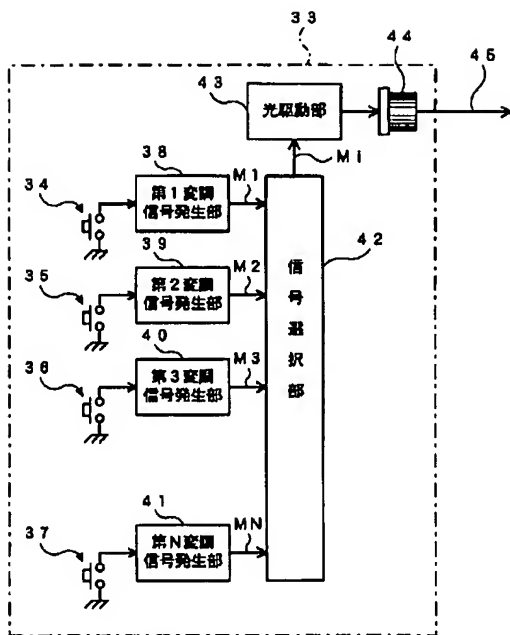 33
43
44
45
光駆動部
Mi
38
34
第1変調
信号発生部
M1
42
39
35
第2変調
信号発生部
M2
信号選択部
40
36
第3変調
信号発生部
M3
41
37
第N変調
信号発生部
MN